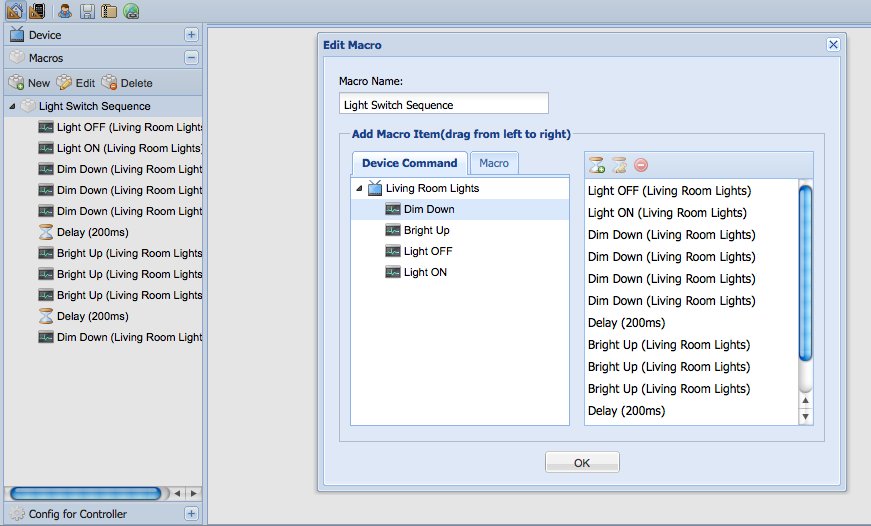 Device
Macros
New Edit Delete
Light Switch Sequence
Light OFF (Living Room Lights
Light ON (Living Room Lights)
Dim Down (Living Room Light
Dim Down (Living Room Light
Dim Down (Living Room Light
Delay (200ms)
Bright Up (Living Room Lights
Bright Up (Living Room Lights
Bright Up (Living Room Lights
Delay (200ms)
Dim Down (Living Room Light
Config for Controller
Edit Macro
Macro Name:
Light Switch Sequence
Add Macro Item(drag from left to right)
Device Command Macro
Living Room Lights
Dim Down
Bright Up
Light OFF
Light ON
Light OFF (Living Room Lights)
Light ON (Living Room Lights)
Dim Down (Living Room Lights)
Dim Down (Living Room Lights)
Dim Down (Living Room Lights)
Dim Down (Living Room Lights)
Delay (200ms)
Bright Up (Living Room Lights)
Bright Up (Living Room Lights)
Bright Up (Living Room Lights)
Delay (200ms)
OK